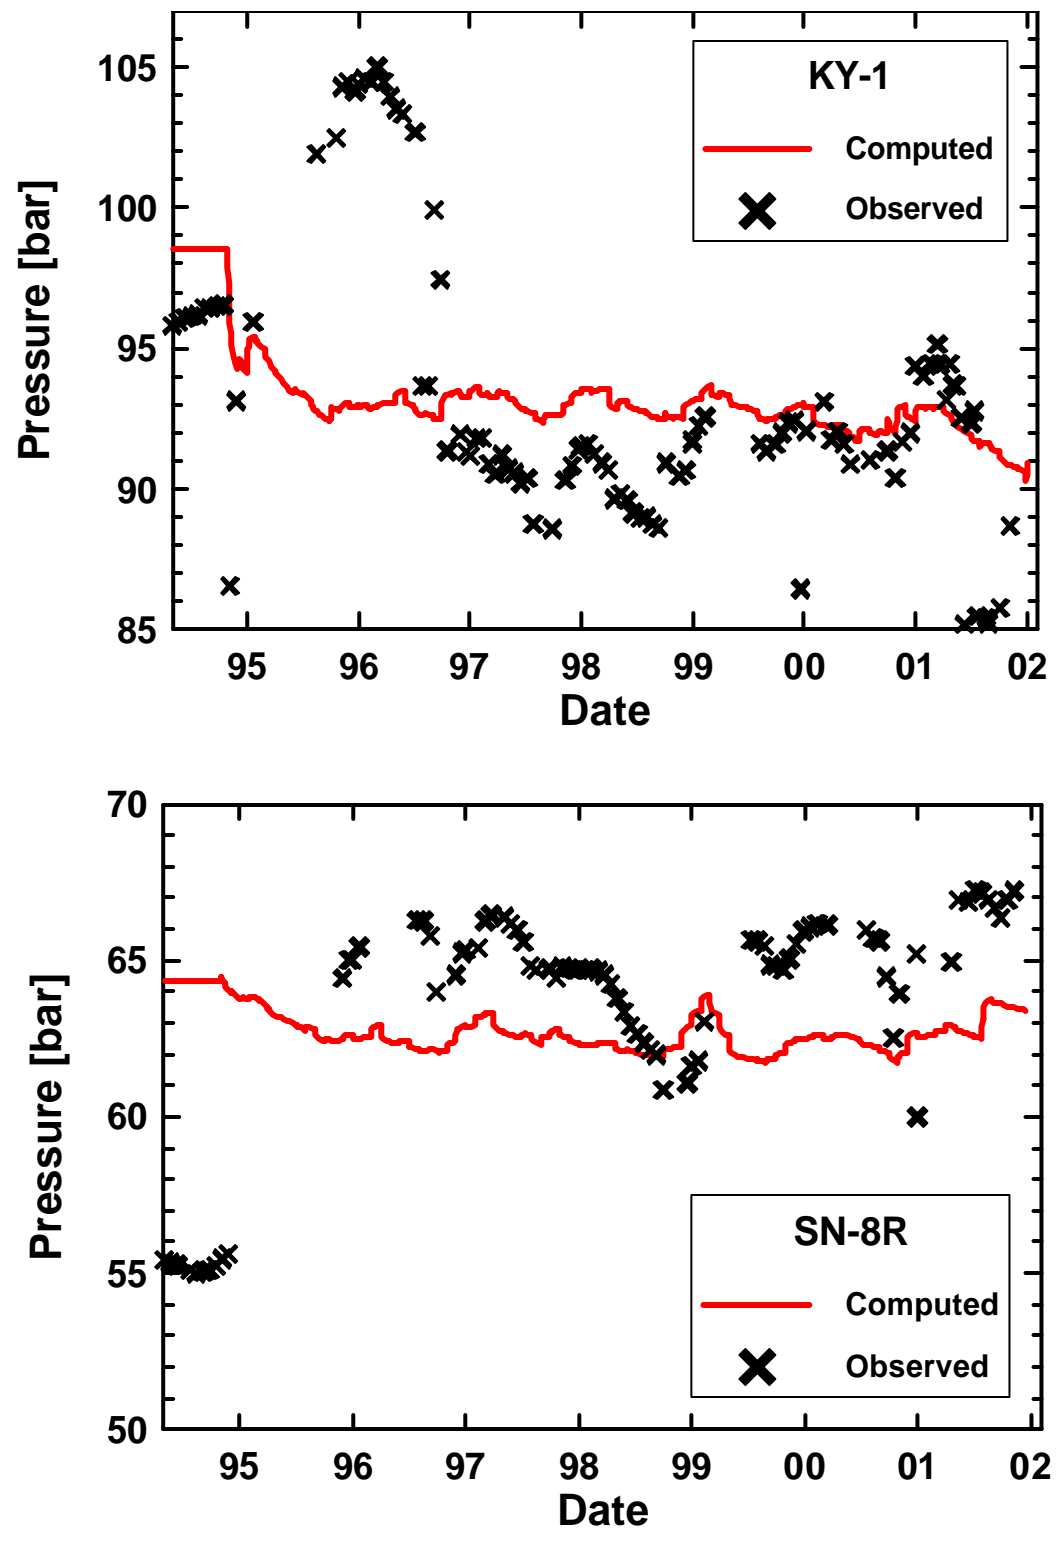 105
100
95
90
85
Pressure [bar]
KY-1
Computed
Observed
95 96 97 98 99 00 01 02
Date
70
65
60
55
50
Pressure [bar]
SN-8R
Computed
Observed
95 96 97 98 99 00 01 02
Date